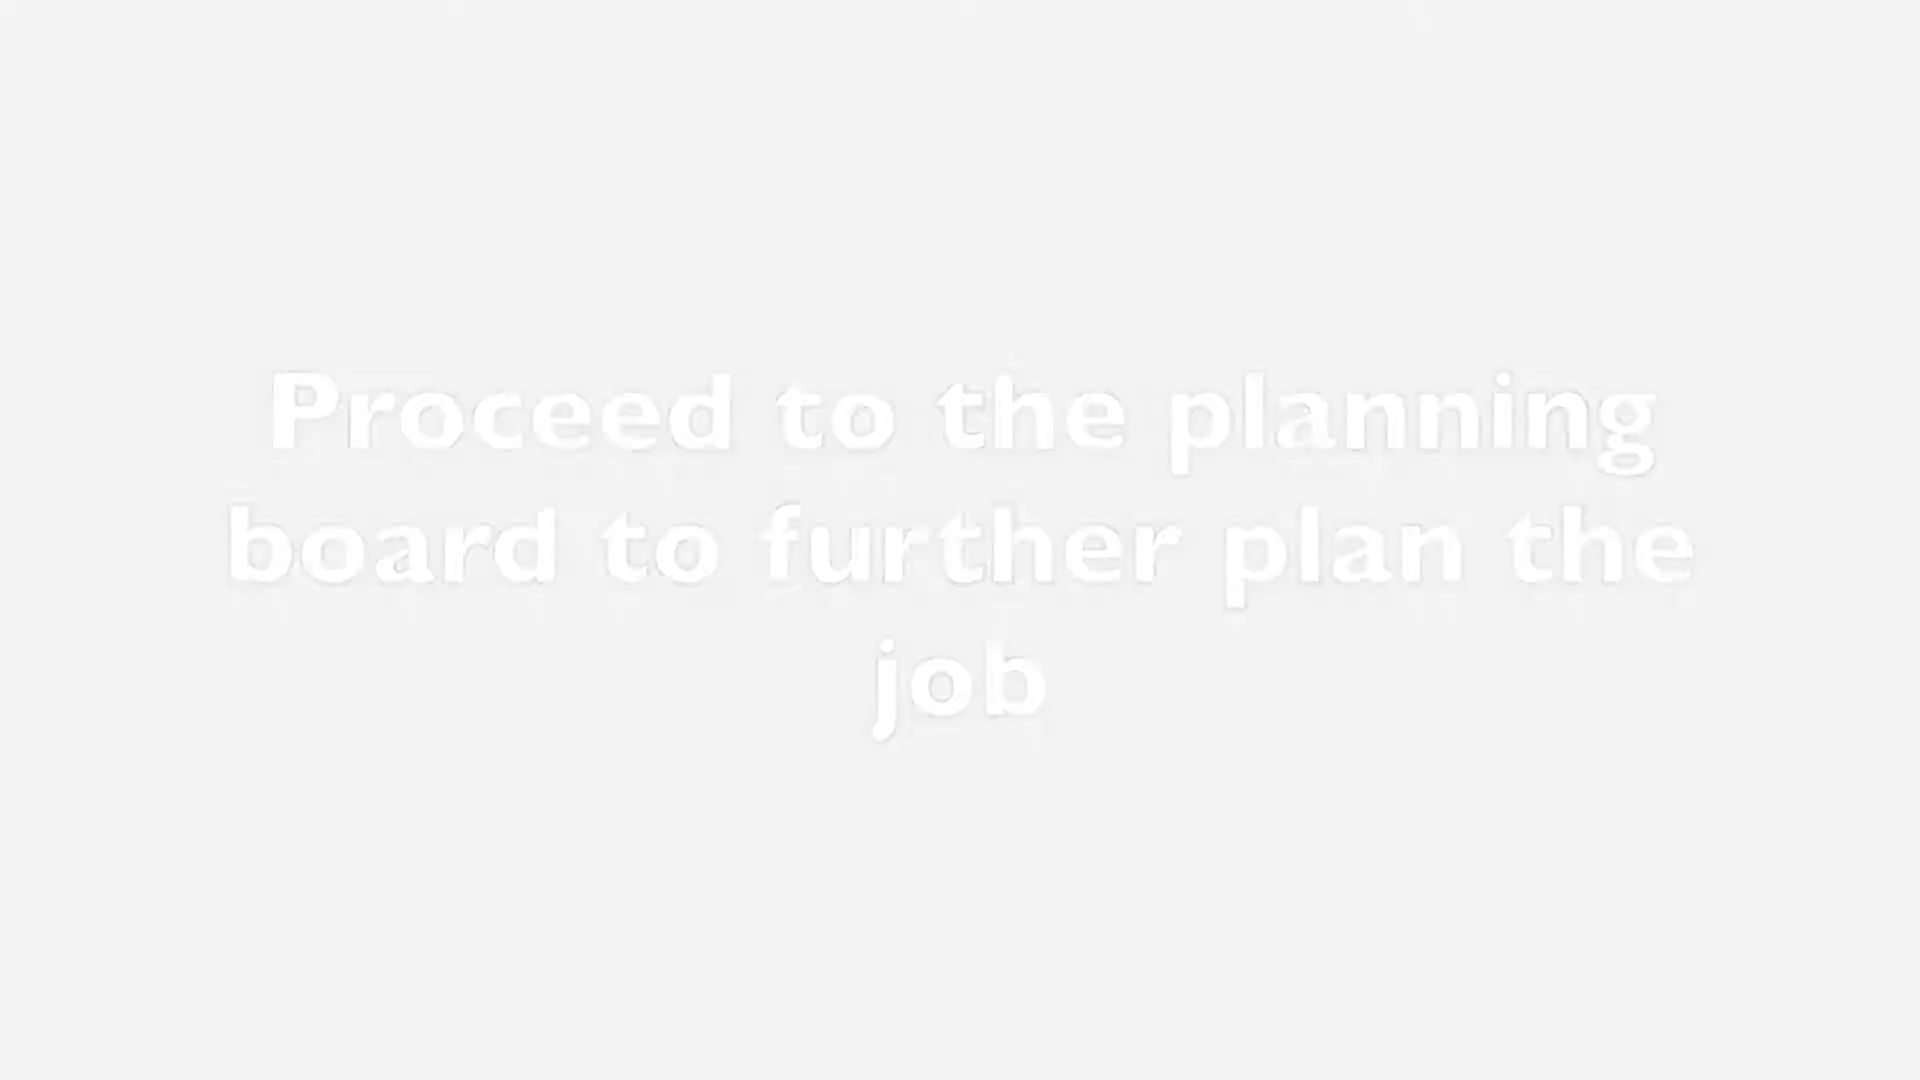 Proceed to the planning
board to further plan the
job